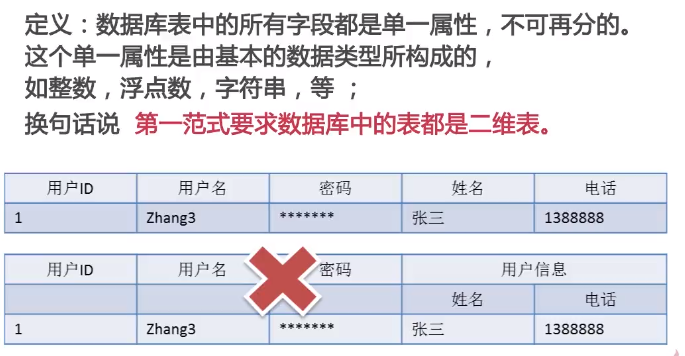 定义：数据库表中的所有字段都是单一属性，不可再分的。
这个单一属性是由基本的数据类型所构成的，
如整数，浮点数，字符串，等 ；
换句话说 第一范式要求数据库中的表都是二维表。
用户ID 用户名 密码 姓名 电话
1 Zhang3 ******* 张三 1388888
用户ID 用户名 密码 用户信息
姓名 电话
1 Zhang3 ******* 张三 1388888